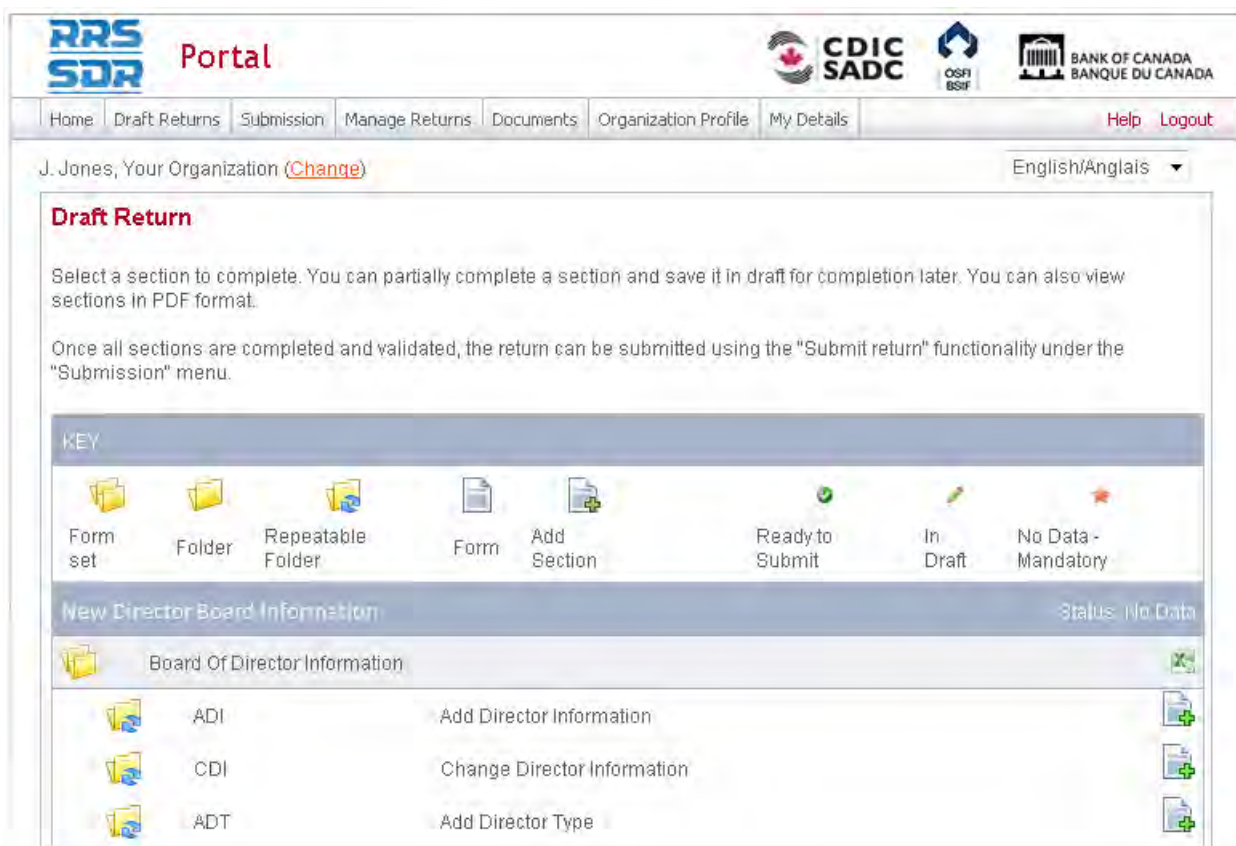 RRS
SDR
Portal
CDIC
SADC
OSFI
BSIF
BANK OF CANADA
BANQUE DU CANADA
Home Draft Returns Submission Manage Returns Documents Organization Profile My Details Help Logout
J. Jones, Your Organization (Change) English/Anglais
Draft Return
Select a section to complete. You can partially complete a section and save it in draft for completion later. You can also view
sections in PDF format.
Once all sections are completed and validated, the return can be submitted using the "Submit return" functionality under the
"Submission" menu.
KEY
Form
set
Folder
Repeatable
Folder
Form
Add
Section
Ready to
Submit
In
Draft
No Data -
Mandatory
New Director Board Information Status: No Data
Board Of Director Information
ADI Add Director Information
CDI Change Director Information
ADT Add Director Type